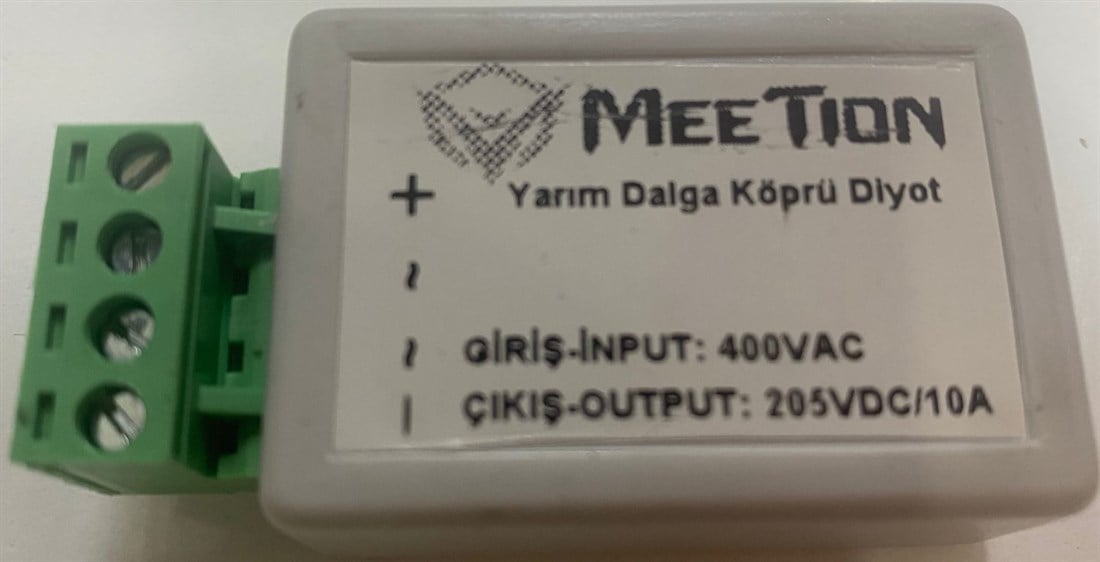 MEETION
+ Yarım Dalga Köprü Diyot
~
~ GİRİŞ-İNPUT: 400VAC
– ÇIKIŞ-OUTPUT: 205VDC/10A